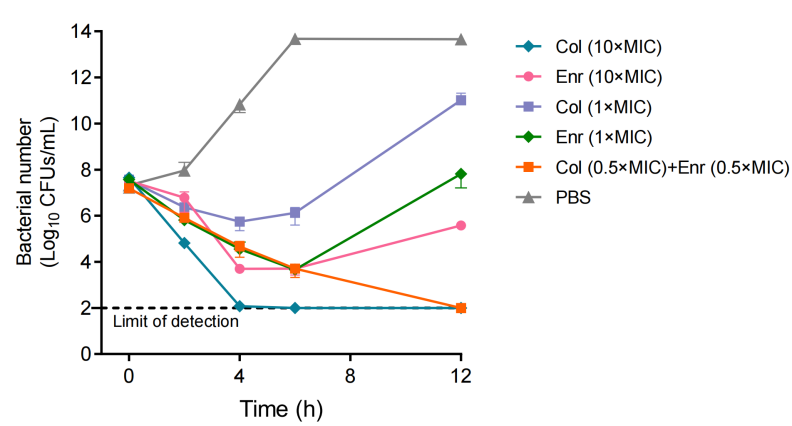 14
12
10
8
6
4
2
0
Bacterial number
(Log10 CFUs/mL)
Limit of detection
0
4
8
12
Time (h)
Col (10×MIC)
Enr (10×MIC)
Col (1×MIC)
Enr (1×MIC)
Col (0.5×MIC)+Enr (0.5×MIC)
PBS